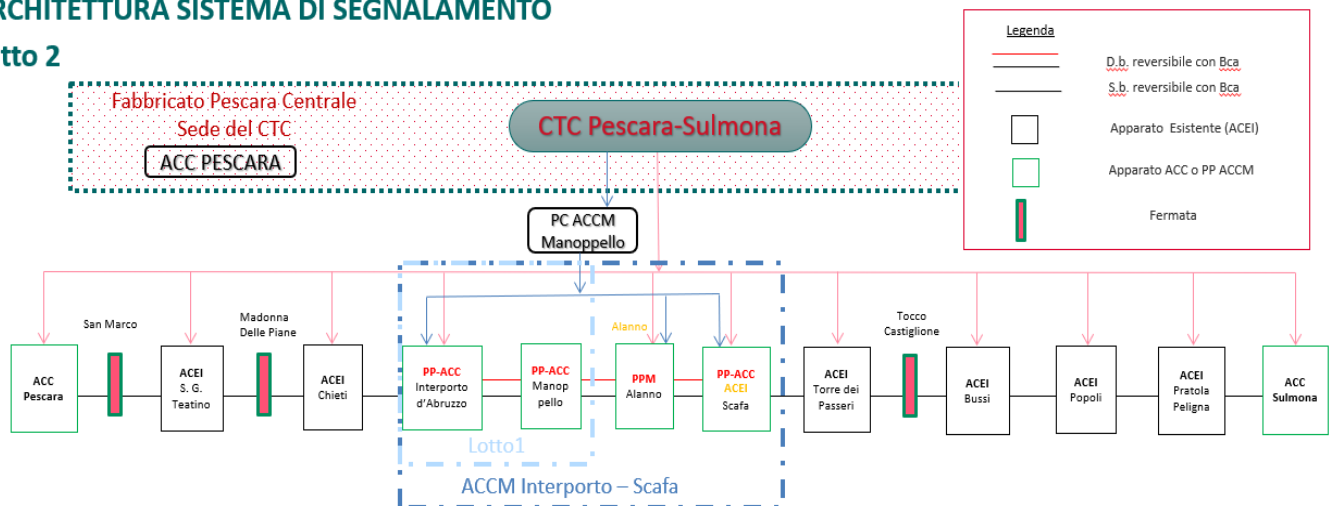 RCHITETTURA SISTEMA DI SEGNALAMENTO
tto 2
Legenda
D.b. reversibile con Bca
S.b. reversibile con Bca
Apparato Esistente (ACEI)
Apparato ACC o PP ACCM
Fermata
Fabbricato Pescara Centrale
Sede del CTC
ACC PESCARA
CTC Pescara-Sulmona
PC ACCM
Manoppello
San Marco
Madonna
Delle Piane
Alanno
Tocco
Castiglione
ACC
Pescara
ACEI
S. G.
Teatino
ACEI
Chieti
PP-ACC
Interporto
d'Abruzzo
PP-ACC
Manop
pello
PPM
Alanno
PP-ACC
ACEI
Scafa
ACEI
Torre dei
Passeri
ACEI
Bussi
ACEI
Popoli
ACEI
Pratola
Peligna
ACC
Sulmona
Lotto1
ACCM Interporto – Scafa